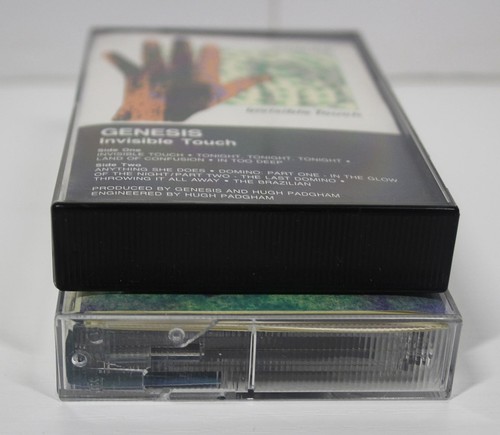 Invisible Touch
GENESIS
Invisible Touch
Side One
INVISIBLE TOUCH • TONIGHT, TONIGHT, TONIGHT •
LAND OF CONFUSION • IN TOO DEEP
Side Two
ANYTHING SHE DOES • DOMINO: PART ONE - IN THE GLOW
OF THE NIGHT/PART TWO - THE LAST DOMINO •
THROWING IT ALL AWAY • THE BRAZILIAN
PRODUCED BY GENESIS AND HUGH PADGHAM
ENGINEERED BY HUGH PADGHAM